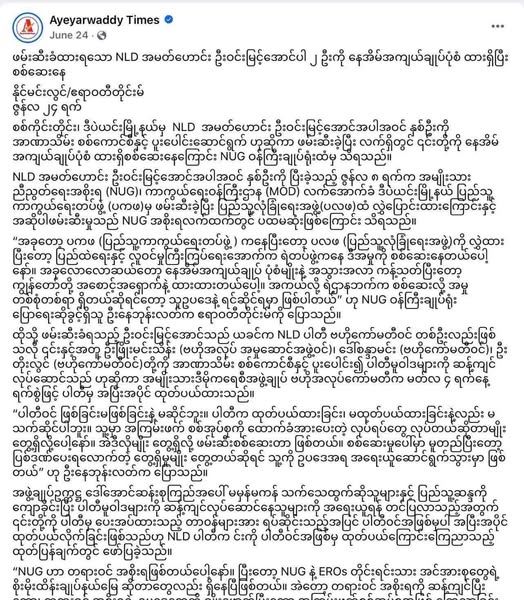 Ayeyarwaddy Times
June 24
ဖမ်းဆီးခံထားရသော NLD အမတ်ဟောင်း ဦးဝင်းမြင့်အောင်ပါ ၂ ဦးကို နေအိမ်အကျယ်ချုပ်ပုံစံ ထားရှိပြီး
စစ်ဆေးနေ
နိုင်မင်းလွင်/ဧရာဝတီတိုင်းမ်
ဇွန်လ ၂၄ ရက်
စစ်ကိုင်းတိုင်း၊ ဒီပဲယင်းမြို့နယ်မှ NLD အမတ်ဟောင်း ဦးဝင်းမြင့်အောင်အပါအဝင် နှစ်ဦးကို
အာဏာသိမ်း စစ်ကောင်စီနှင့် ပူးပေါင်းဆောင်ရွက် ဟုဆိုကာ ဖမ်းဆီးခဲ့ပြီး လက်ရှိတွင် ၎င်းတို့ကို နေအိမ်
အကျယ်ချုပ်ပုံစံ ထားရှိစစ်ဆေးနေကြောင်း NUG ဝန်ကြီးချုပ်ရုံးထံမှ သိရသည်။
NLD အမတ်ဟောင်း ဦးဝင်းမြင့်အောင်အပါအဝင် နှစ်ဦးကို ပြီးခဲ့သည့် ဇွန်လ ၈ ရက်က အမျိုးသား
ညီညွတ်ရေးအစိုးရ (NUG)၊ ကာကွယ်ရေးဝန်ကြီးဌာန (MOD) လက်အောက်ခံ ဒီပဲယင်းမြို့နယ် ပြည်သူ့
ကာကွယ်ရေးတပ်ဖွဲ့ (ပကဖ)မှ ဖမ်းဆီးခဲ့ပြီး ပြည်သူ့လုံခြုံရေးအဖွဲ့(ပလဖ)ထံ လွှဲပြောင်းထားကြောင်းနှင့်
အဆိုပါဖမ်းဆီးမှုသည် NUG အစိုးရလက်ထက်တွင် ပထမဆုံးဖြစ်ကြောင်း သိရသည်။
“အခုတော့ ပကဖ (ပြည်သူ့ကာကွယ်ရေးတပ်ဖွဲ့ ) ကနေပြီးတော့ ပလဖ (ပြည်သူ့လုံခြုံရေးအဖွဲ့)ကို လွှဲထား
ပြီးတော့ ပြည်ထဲရေးနှင့် လူဝင်မှုကြီးကြပ်ရေးအောက်က ရဲတပ်ဖွဲ့ကနေ ဒီအမှုကို စစ်ဆေးနေတယ်ပေါ့
နော်။ အခုလောလောဆယ်တော့ နေအိမ်အကျယ်ချုပ် ပုံစံမျိုးနဲ့ အသွားအလာ ကန့်သတ်ပြီးတော့
ကျွန်တော်တို့ အစောင့်အရှောက်နဲ့ ထားထားတယ်ပေါ့။ အကယ်၍ ရဲဌာနဘက်က စစ်ဆေးလို့ အမှု
တစ်စုံတစ်ရာ ရှိတယ်ဆိုရင်တော့ သူ့ဥပဒေနဲ့ ရင်ဆိုင်ရမှာ ဖြစ်ပါတယ်” ဟု NUG ဝန်ကြီးချုပ်ရုံး
ပြောရေးဆိုခွင့်ရှိသူ ဦးနေဘုန်းလတ်က ဧရာဝတီတိုင်းမ်ကို ပြောသည်။
ထိုသို့ ဖမ်းဆီးခံရသည့် ဦးဝင်းမြင့်အောင်သည် ယခင်က NLD ပါတီ ဗဟိုကော်မတီဝင် တစ်ဦးလည်းဖြစ်
သလို ၎င်းနှင့်အတူ ဦးဖြိုးမင်းသိန်း (ဗဟိုအလုပ် အမှုဆောင်အဖွဲ့ဝင်)၊ ဒေါ်စန္ဒာမင်း (ဗဟိုကော်မတီဝင်)၊ ဦး
တိုးလွင် (ဗဟိုကော်မတီဝင်)တို့ကို အာဏာသိမ်း စစ်ကောင်စီနှင့် ပူးပေါင်း၍ ပါတီမူဝါဒများကို ဆန့်ကျင်
လုပ်ဆောင်သည် ဟုဆိုကာ အမျိုးသားဒီမိုကရေစီအဖွဲ့ချုပ် ဗဟိုအလုပ်ကော်မတီက မတ်လ ၄ ရက်နေ့
ရက်စွဲဖြင့် ပါတီမှ အပြီးအပိုင် ထုတ်ပယ်ထားသည်။
“ပါတီဝင် ဖြစ်ခြင်းမဖြစ်ခြင်းနဲ့ မဆိုင်ဘူး။ ပါတီက ထုတ်ပယ်ထားခြင်း၊ မထုတ်ပယ်ထားခြင်းနဲ့လည်း မ
သက်ဆိုင်ပါဘူး။ သူ့မှာ အကြမ်းဖက် စစ်အုပ်စုကို ထောက်ခံအားပေးတဲ့ လုပ်ရပ်တွေ လုပ်တယ်ဆိုတာမျိုး
တွေ့ရှိလို့ပေါ့နော်။ အဲဒီလိုမျိုး တွေ့ရှိလို့ ဖမ်းဆီးစစ်ဆေးတာ ဖြစ်တယ်။ စစ်ဆေးမှုပေါ်မှာ မူတည်ပြီးတော့
ပြစ်ဒဏ်ပေးရလောက်တဲ့ တွေ့ရှိမှုမျိုး တွေ့တယ်ဆိုရင် သူ့ကို ဥပဒေအရ အရေးယူဆောင်ရွက်သွားမှာ ဖြစ်
တယ်” ဟု ဦးနေဘုန်းလတ်က ပြောသည်။
အဖွဲ့ချုပ်ဥက္ကဋ္ဌ ဒေါ်အောင်ဆန်းစုကြည်အပေါ် မမှန်မကန် သက်သေထွက်ဆိုသူများနှင့် ပြည်သူ့ဆန္ဒကို
ကျောခိုင်းပြီး ပါတီမူဝါဒများကို ဆန့်ကျင်လုပ်ဆောင်နေသူများကို အရေးယူရန် တင်ပြလာသည့်အတွက်
၎င်းတို့ကို ပါတီမှ ပေးအပ်ထားသည့် တာဝန်များအား ရပ်ဆိုင်းသည့်အပြင် ပါတီဝင်အဖြစ်မှပါ အပြီးအပိုင်
ထုတ်ပယ်လိုက်ခြင်းဖြစ်သည်ဟု NLD ပါတီက ၎င်းကို ပါတီဝင်အဖြစ်မှ ထုတ်ပယ်ကြောင်းကြေညာသည့်
ထုတ်ပြန်ချက်တွင် ဖော်ပြခဲ့သည်။
“NUG ဟာ တရားဝင် အစိုးရဖြစ်တယ်ပေါ့နော်။ ပြီးတော့ NUG နဲ့ EROs တိုင်းရင်းသား အင်အားစုတွေရဲ့
စိုးမိုးထိန်းချုပ်နယ်မြေ ဆိုတာတွေလည်း ရှိနေပြီဖြစ်တယ်။ အဲတော့ တရားဝင် အစိုးရကို ဆန့်ကျင်ပြီး